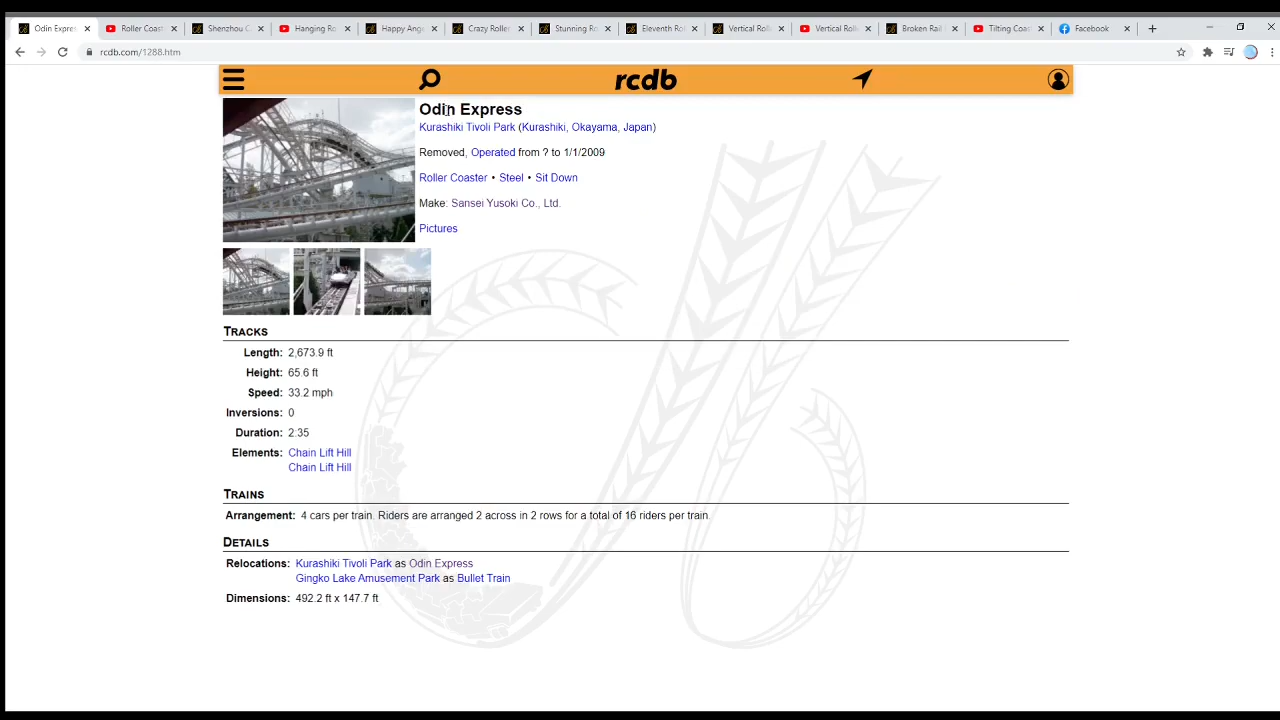 Odin Expres
Roller Coast
Shenzhou C
Hanging Ro
Happy Ange
Crazy Roller
Stunning Ro
Eleventh Rol
Vertical Roll
Vertical Roll
Broken Rail
Tilting Coas
Facebook
rcdb.com/1288.htm
rcdb
Odin Express
Kurashiki Tivoli Park (Kurashiki, Okayama, Japan)
Removed, Operated from ? to 1/1/2009
Roller Coaster • Steel • Sit Down
Make: Sansei Yusoki Co., Ltd.
Pictures
TRACKS
Length: 2,673.9 ft
Height: 65.6 ft
Speed: 33.2 mph
Inversions: 0
Duration: 2:35
Elements: Chain Lift Hill
Chain Lift Hill
TRAINS
Arrangement: 4 cars per train. Riders are arranged 2 across in 2 rows for a total of 16 riders per train.
DETAILS
Relocations: Kurashiki Tivoli Park as Odin Express
Gingko Lake Amusement Park as Bullet Train
Dimensions: 492.2 ft x 147.7 ft